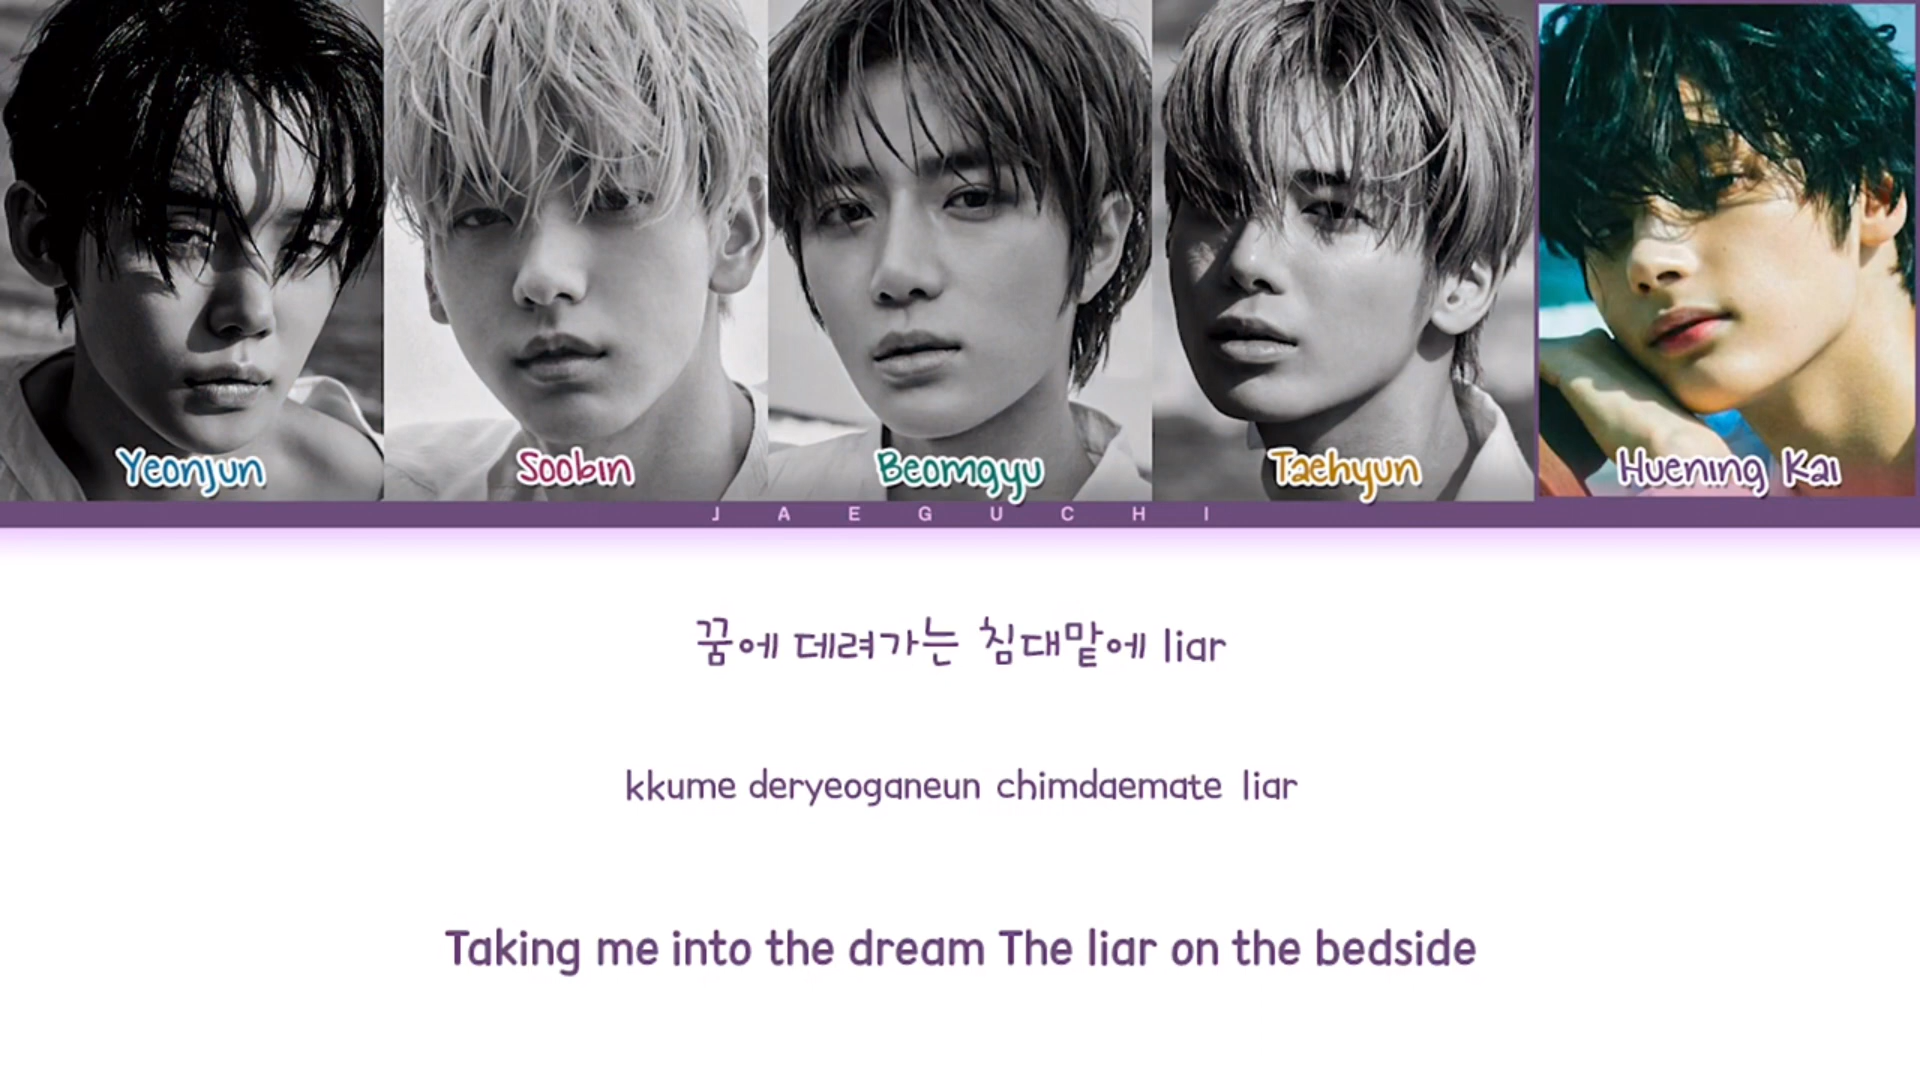 Yeonjun Soobin Beomgyu Taehyun Huening Kai
JAEGUCHI
꿈에 데려가는 침대맡에 liar
kkume deryeoganeun chimdaemate liar
Taking me into the dream The liar on the bedside